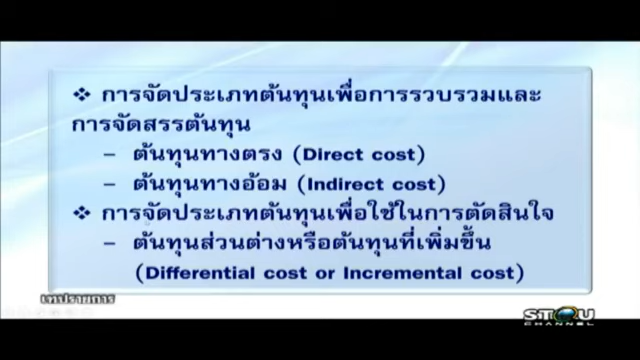 ❖ การจัดประเภทต้นทุนเพื่อการรวบรวมและ
การจัดสรรต้นทุน
– ต้นทุนทางตรง (Direct cost)
– ต้นทุนทางอ้อม (Indirect cost)
❖ การจัดประเภทต้นทุนเพื่อใช้ในการตัดสินใจ
– ต้นทุนส่วนต่างหรือต้นทุนที่เพิ่มขึ้น
(Differential cost or Incremental cost)
เทปรายการ
STOU
CHANNEL